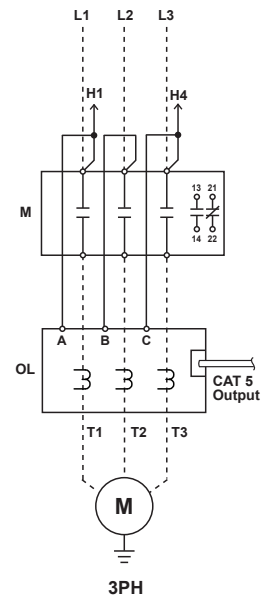 L1 L2 L3
H1 H4
M
13 21
14 22
A B C
OL
CAT 5
Output
T1 T2 T3
M
3PH